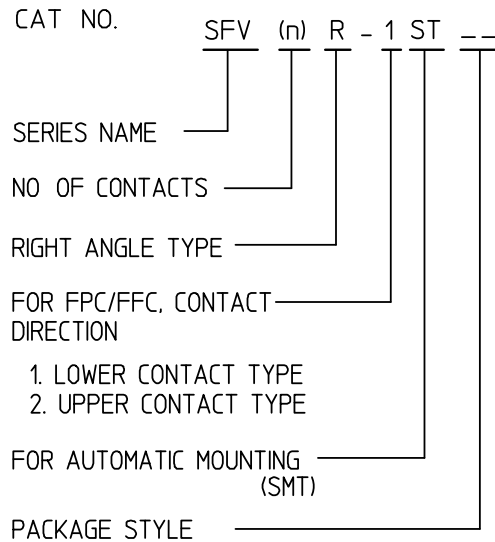 CAT NO. SFV (n) R - 1 ST __
SERIES NAME
NO OF CONTACTS
RIGHT ANGLE TYPE
FOR FPC/FFC, CONTACT
DIRECTION
1. LOWER CONTACT TYPE
2. UPPER CONTACT TYPE
FOR AUTOMATIC MOUNTING
(SMT)
PACKAGE STYLE